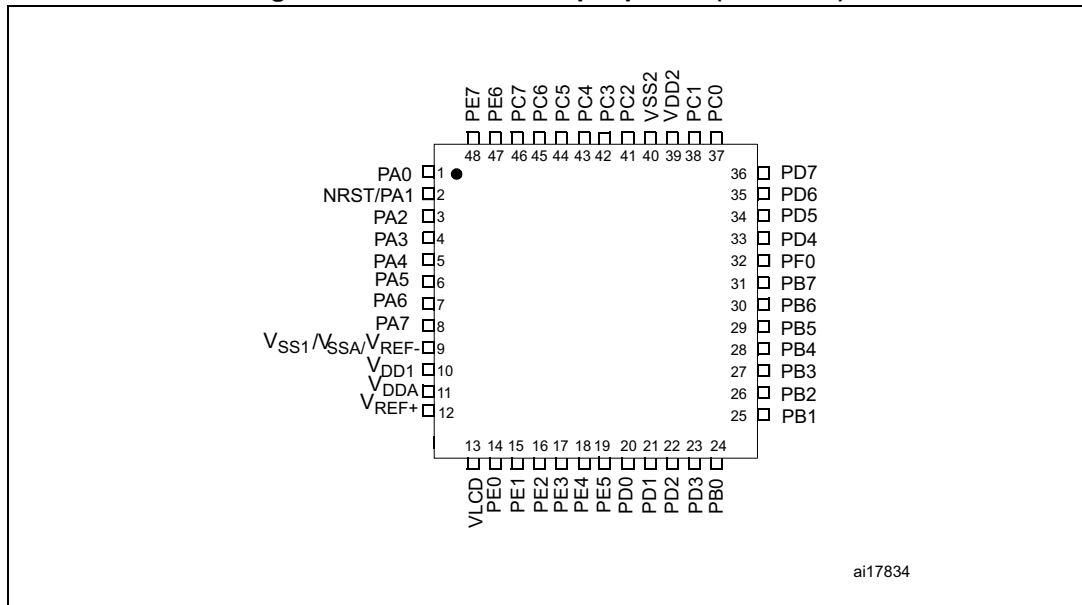 PE7
PE6
PC7
PC6
PC5
PC4
PC3
PC2
VSS2
VDD2
PC1
PC0
48 47 46 45 44 43 42 41 40 39 38 37
PA0 1
NRST/PA1 2
PA2 3
PA3 4
PA4 5
PA5 6
PA6 7
PA7 8
VSS1/VSSA/VREF- 9
VDD1 10
VDDA 11
VREF+ 12
36 PD7
35 PD6
34 PD5
33 PD4
32 PF0
31 PB7
30 PB6
29 PB5
28 PB4
27 PB3
26 PB2
25 PB1
13 14 15 16 17 18 19 20 21 22 23 24
VLCD
PE0
PE1
PE2
PE3
PE4
PE5
PD0
PD1
PD2
PD3
PB0
ai17834